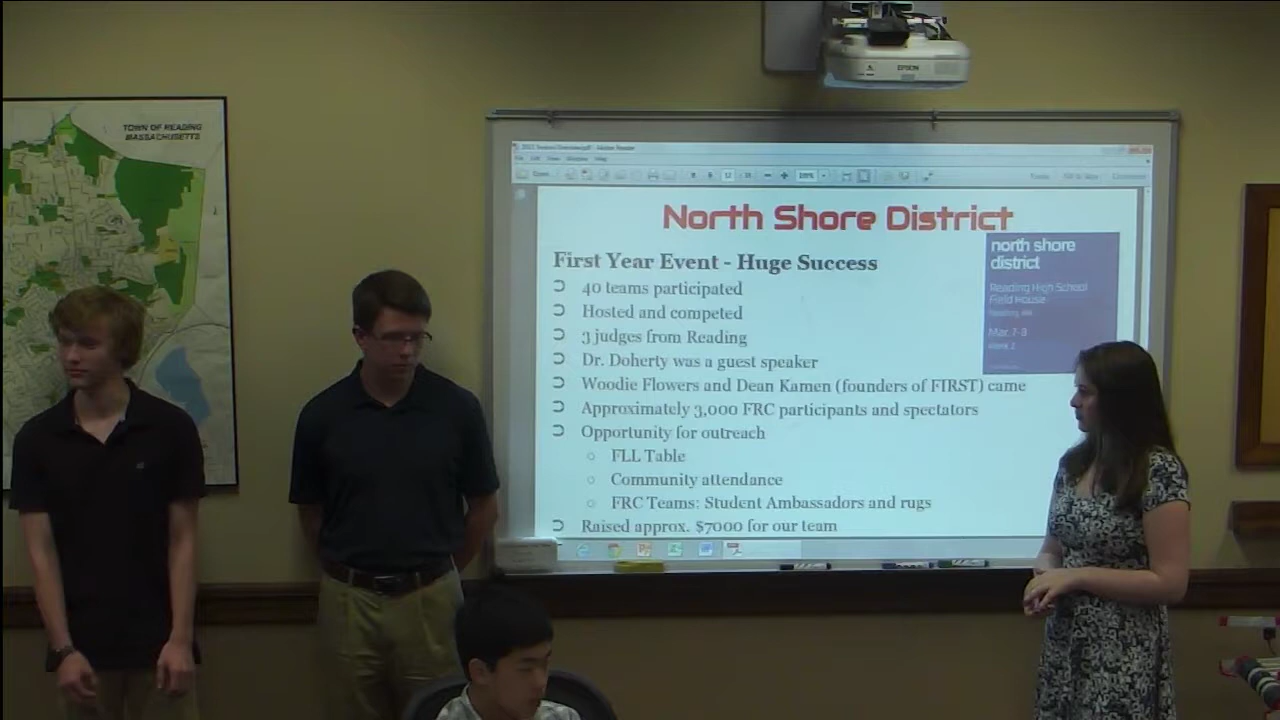 TOWN OF READING
MASSACHUSETTS
EPSON
North Shore District
First Year Event - Huge Success
40 teams participated
Hosted and competed
3 judges from Reading
Dr. Doherty was a guest speaker
Woodie Flowers and Dean Kamen (founders of FIRST) came
Approximately 3,000 FRC participants and spectators
Opportunity for outreach
FLL Table
Community attendance
FRC Teams: Student Ambassadors and rugs
Raised approx. $7000 for our team
north shore
district
Reading High School
Field House